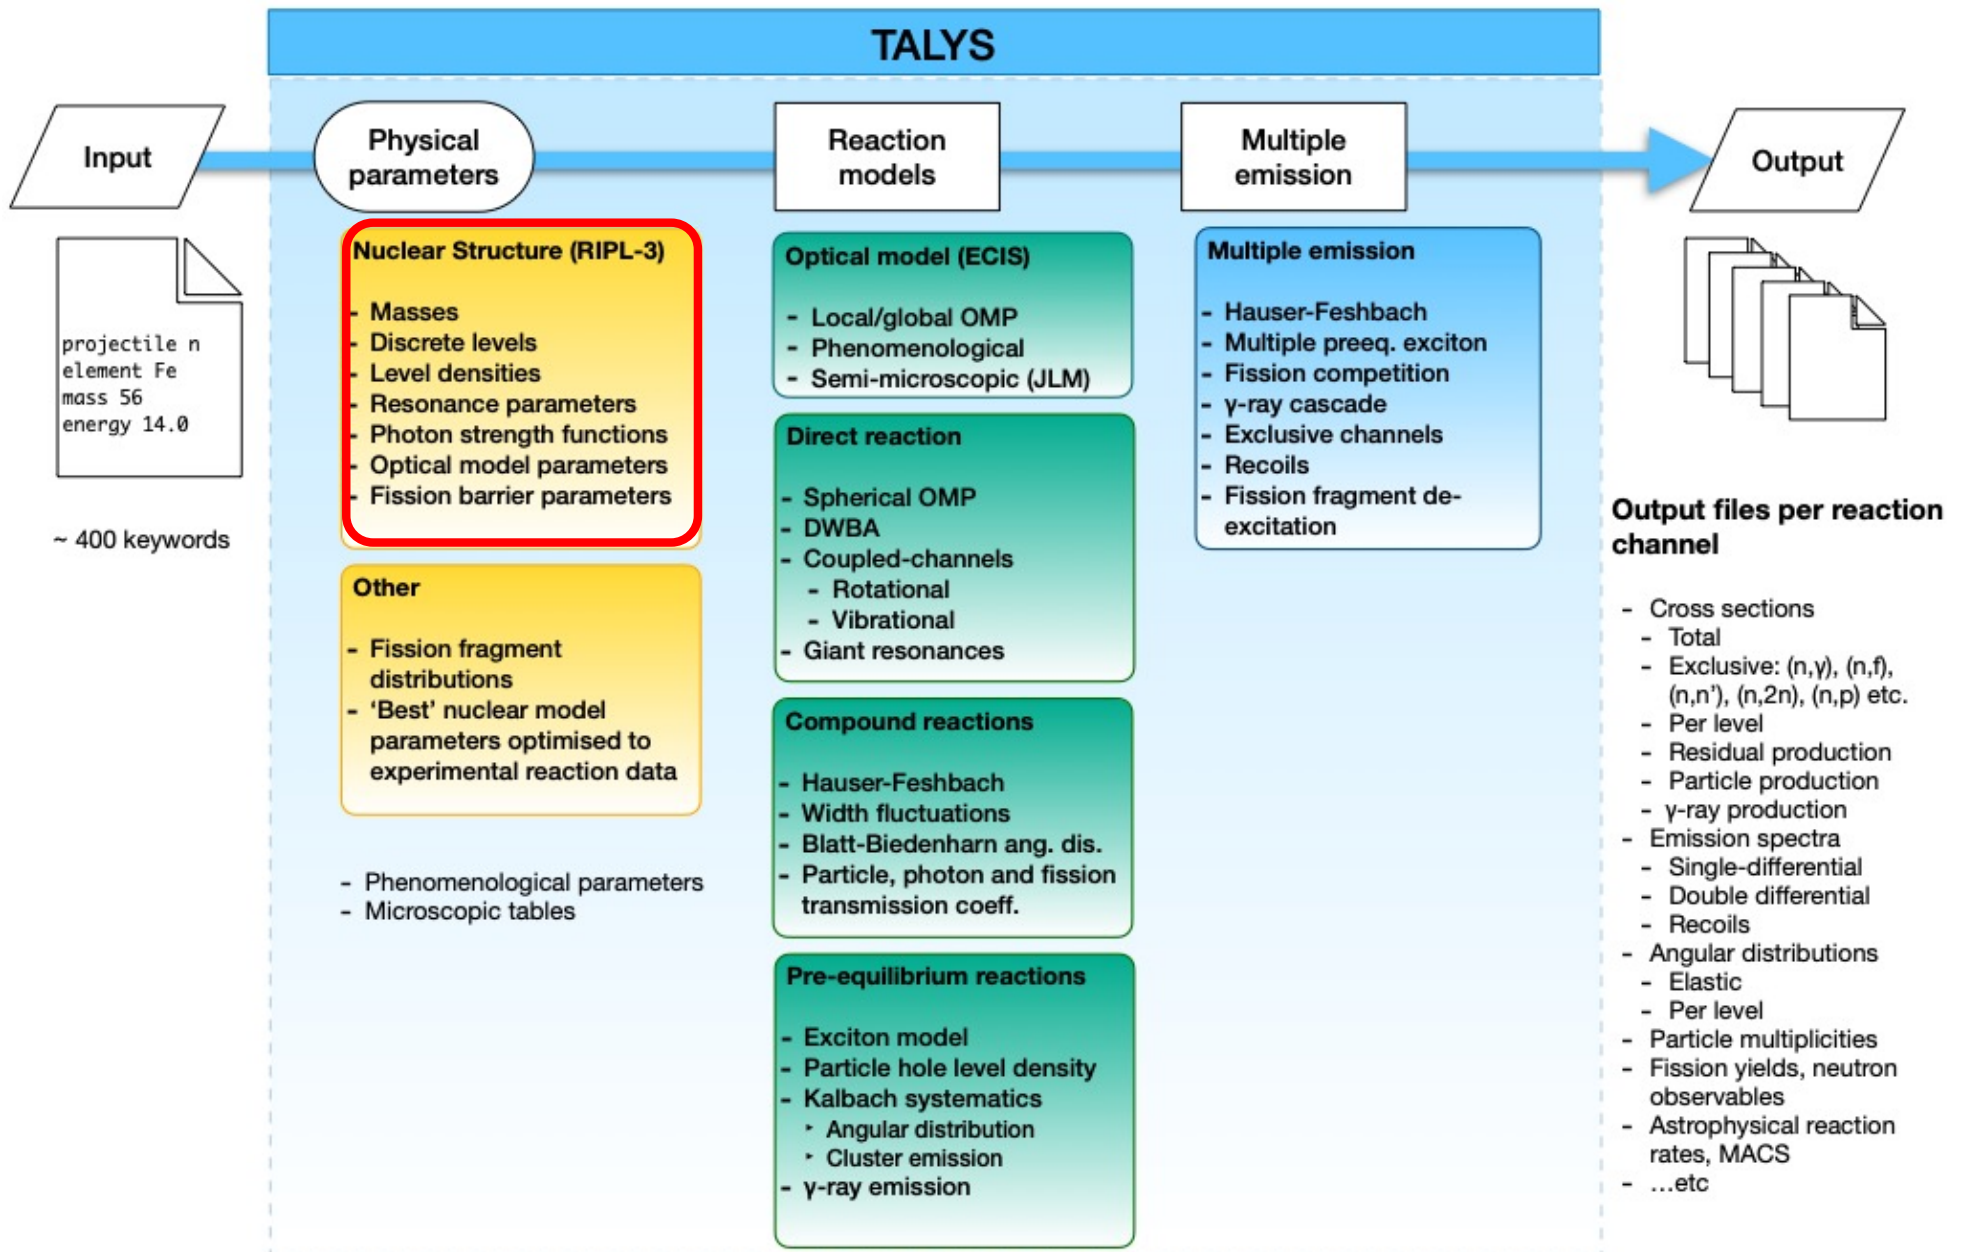 TALYS
Input
Physical
parameters
Reaction
models
Multiple
emission
Output
projectile n
element Fe
mass 56
energy 14.0
~ 400 keywords
Nuclear Structure (RIPL-3)
- Masses
- Discrete levels
- Level densities
- Resonance parameters
- Photon strength functions
- Optical model parameters
- Fission barrier parameters
Other
- Fission fragment
distributions
- ‘Best’ nuclear model
parameters optimised to
experimental reaction data
- Phenomenological parameters
- Microscopic tables
Optical model (ECIS)
- Local/global OMP
- Phenomenological
- Semi-microscopic (JLM)
Direct reaction
- Spherical OMP
- DWBA
- Coupled-channels
- Rotational
- Vibrational
- Giant resonances
Compound reactions
- Hauser-Feshbach
- Width fluctuations
- Blatt-Biedenharn ang. dis.
- Particle, photon and fission
transmission coeff.
Pre-equilibrium reactions
- Exciton model
- Particle hole level density
- Kalbach systematics
‣ Angular distribution
‣ Cluster emission
- γ-ray emission
Multiple emission
- Hauser-Feshbach
- Multiple preeq. exciton
- Fission competition
- γ-ray cascade
- Exclusive channels
- Recoils
- Fission fragment de-
excitation
Output files per reaction
channel
- Cross sections
- Total
- Exclusive: (n,γ), (n,f),
(n,n’), (n,2n), (n,p) etc.
- Per level
- Residual production
- Particle production
- γ-ray production
- Emission spectra
- Single-differential
- Double differential
- Recoils
- Angular distributions
- Elastic
- Per level
- Particle multiplicities
- Fission yields, neutron
observables
- Astrophysical reaction
rates, MACS
- …etc